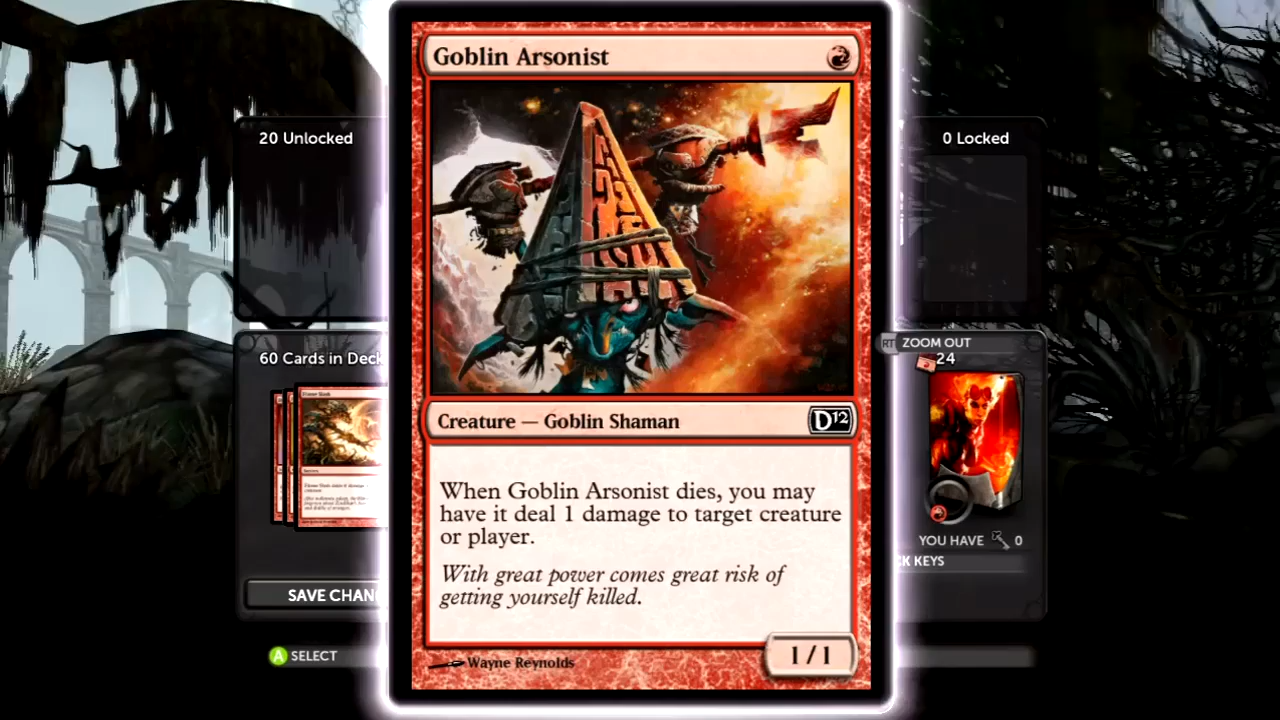 Goblin Arsonist
20 Unlocked
0 Locked
RT ZOOM OUT
60 Cards in Deck
24
Creature — Goblin Shaman
D12
When Goblin Arsonist dies, you may
have it deal 1 damage to target creature
or player.
With great power comes great risk of
getting yourself killed.
YOU HAVE 0
CK KEYS
SAVE CHAN
A SELECT
Wayne Reynolds
1/1